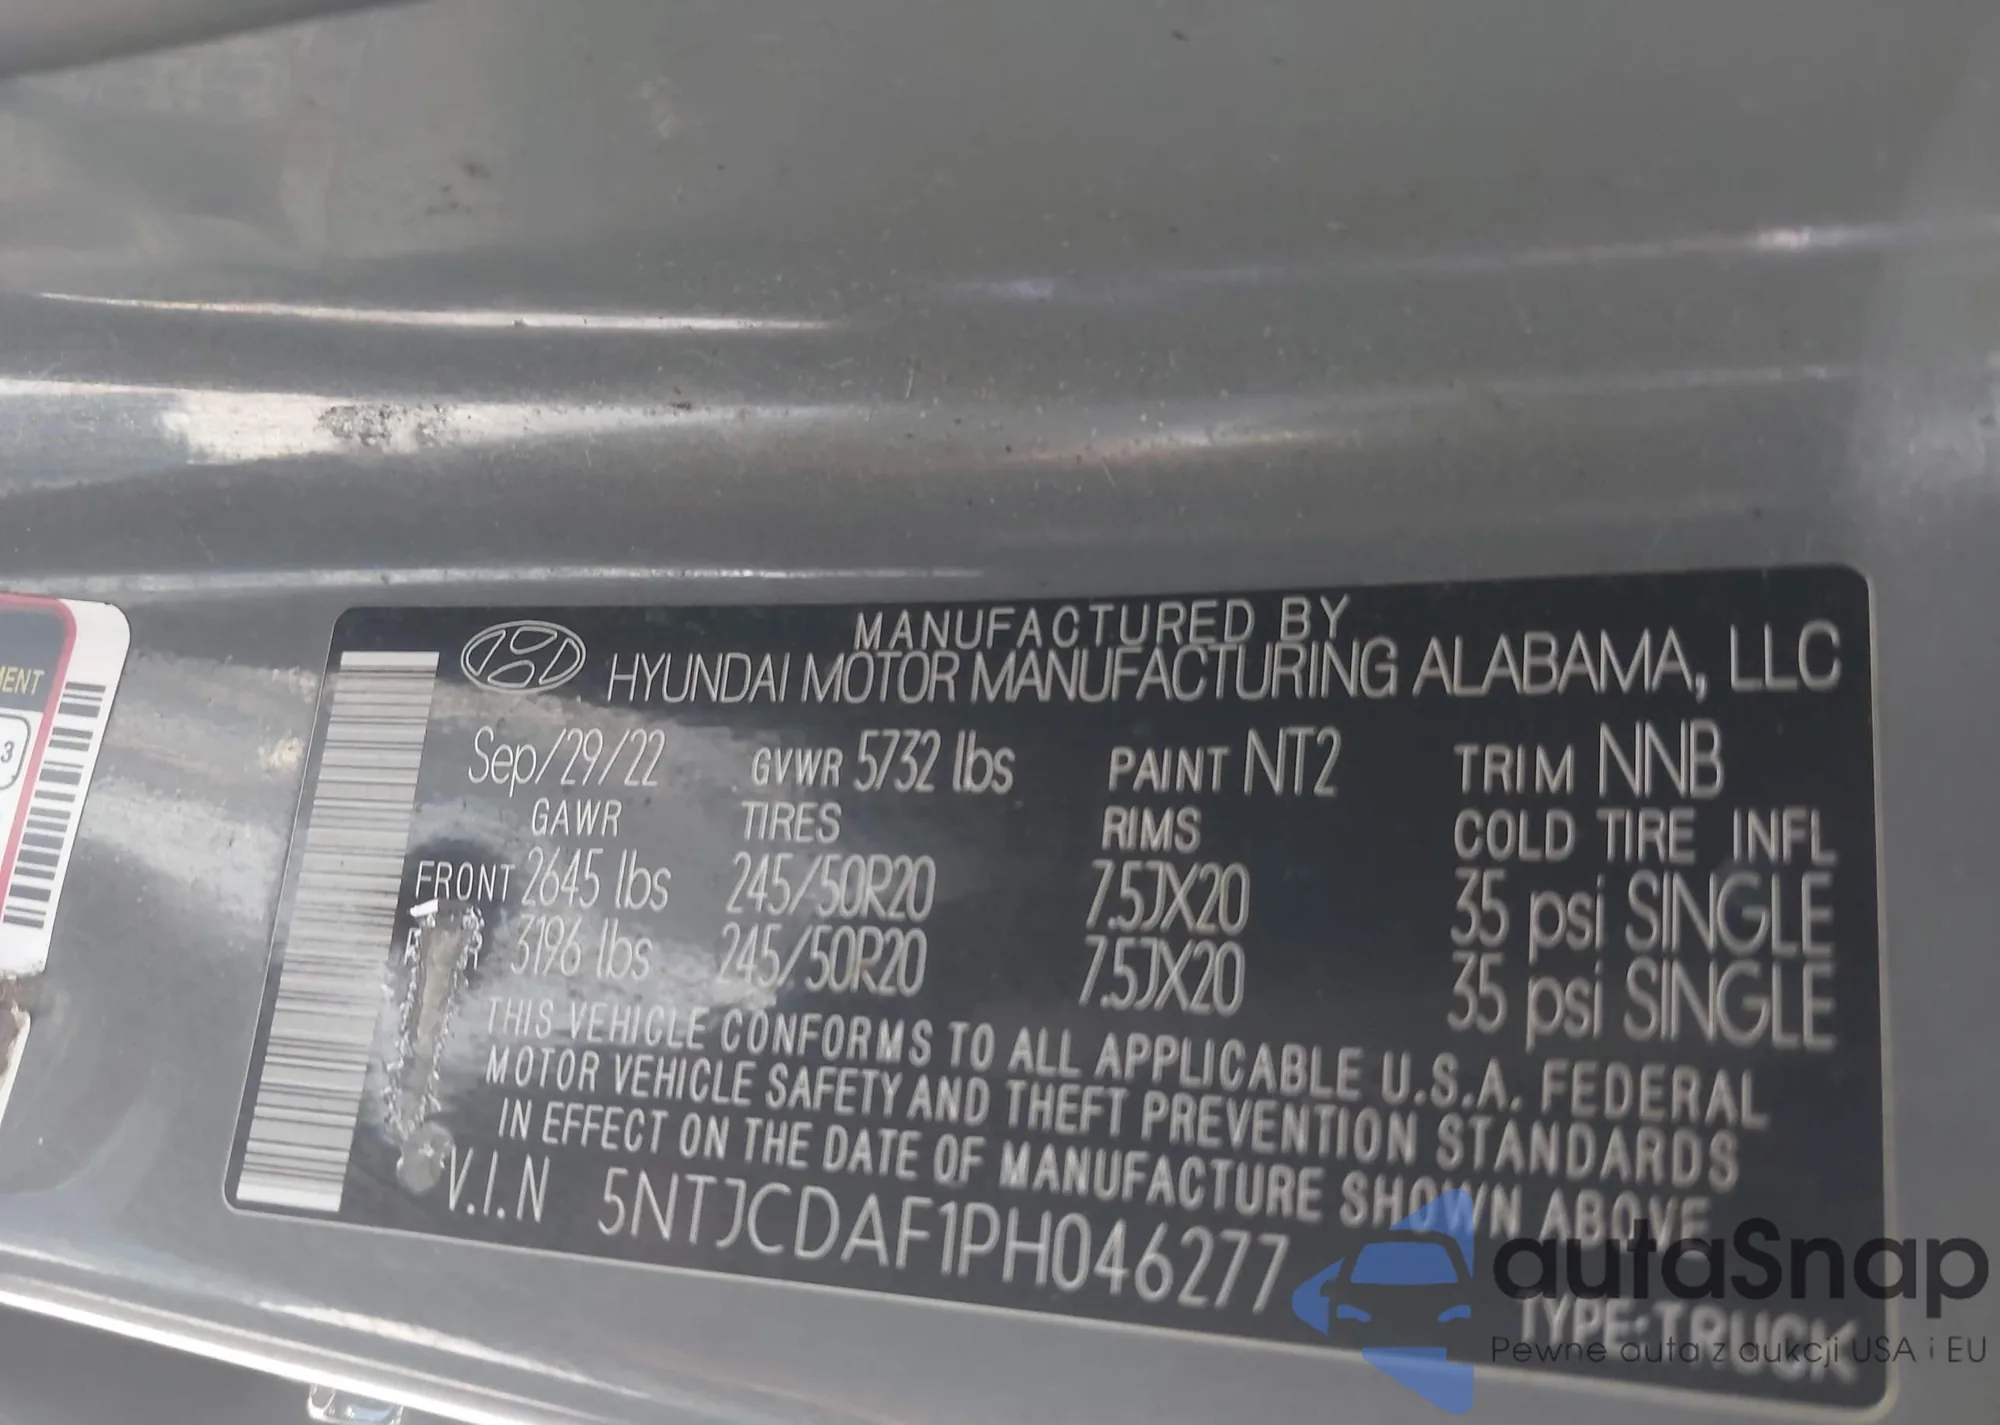 MENT
3
MANUFACTURED BY
HYUNDAI MOTOR MANUFACTURING ALABAMA, LLC
Sep/29/22 GVWR 5732 lbs PAINT NT2 TRIM NNB
GAWR TIRES RIMS COLD TIRE INFL
FRONT 2645 lbs 245/50R20 7.5JX20 35 psi SINGLE
3196 lbs 245/50R20 7.5JX20 35 psi SINGLE
THIS VEHICLE CONFORMS TO ALL APPLICABLE U.S.A. FEDERAL
MOTOR VEHICLE SAFETY AND THEFT PREVENTION STANDARDS
IN EFFECT ON THE DATE OF MANUFACTURE SHOWN ABOVE
V.I.N 5NTJCDAF1PH046277
TYPE:TRUCK
autaSnap
Pewne auta z aukcji USA i EU